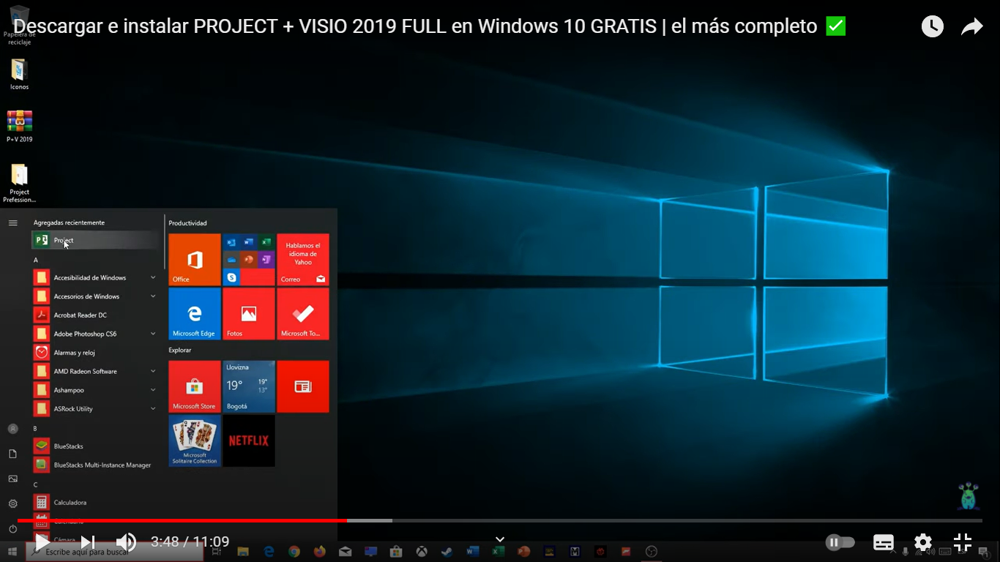 Descargar e instalar PROJECT + VISIO 2019 FULL en Windows 10 GRATIS | el más completo ✅
Papelera de
reciclaje
Iconos
P+V 2019
Project
Prefession...
Agregadas recientemente
Project
A
Accesibilidad de Windows
Accesorios de Windows
Acrobat Reader DC
Adobe Photoshop CS6
Alarmas y reloj
AMD Radeon Software
Ashampoo
ASRock Utility
B
BlueStacks
BlueStacks Multi-Instance Manager
C
Calculadora
Calendario
Cámara
Productividad
Office
Hablamos el
idioma de
Yahoo
Correo
Microsoft Edge
Fotos
Microsoft To...
Explorar
Microsoft Store
Llovizna
19°
19°
13°
Bogotá
Microsoft
Solitaire Collection
NETFLIX
3:48 / 11:09
Escribe aquí para buscar